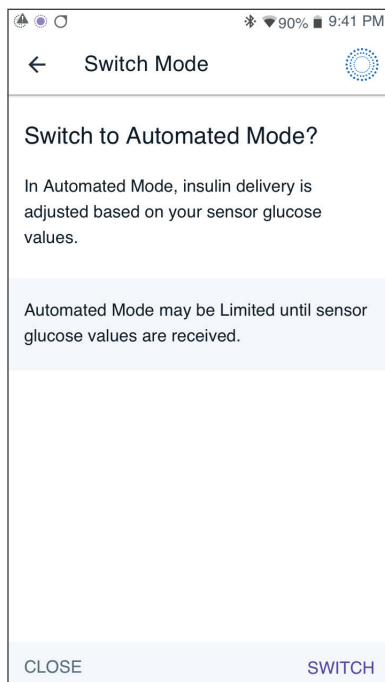 90% 9:41 PM
Switch Mode
Switch to Automated Mode?
In Automated Mode, insulin delivery is
adjusted based on your sensor glucose
values.
Automated Mode may be Limited until sensor
glucose values are received.
CLOSE SWITCH